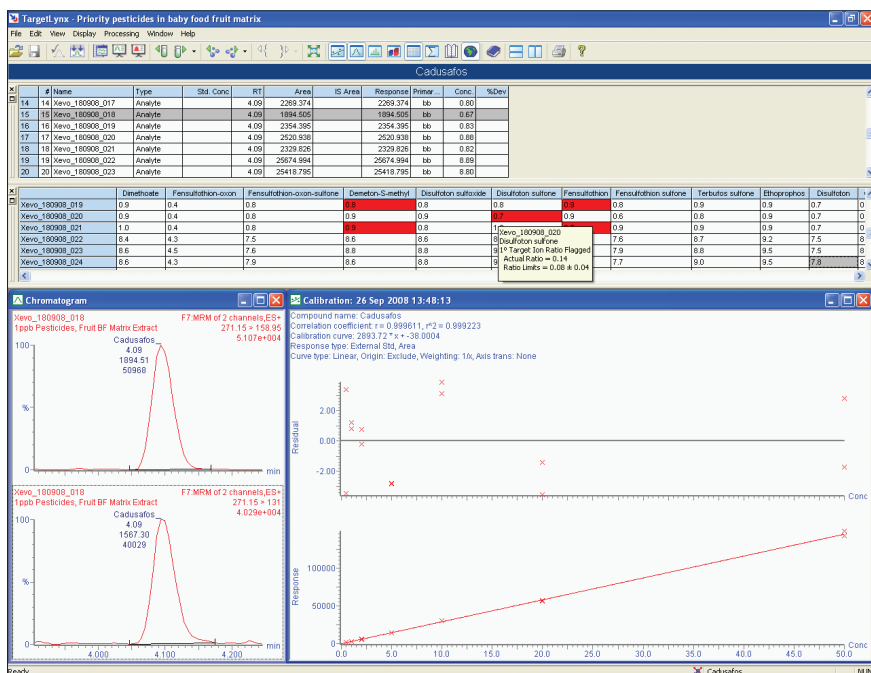 TargetLynx - Priority pesticides in baby food fruit matrix
File Edit View Display Processing Window Help
Cadusafos
# Name Type Std. Conc RT Area IS Area Response Primar... Conc. %Dev
14 14 Xevo_180908_017 Analyte 4.09 2269.374 2269.374 bb 0.80
15 15 Xevo_180908_018 Analyte 4.09 1894.505 1894.505 bb 0.67
16 16 Xevo_180908_019 Analyte 4.09 2354.395 2354.395 bb 0.83
17 17 Xevo_180908_020 Analyte 4.09 2520.938 2520.938 bb 0.88
18 18 Xevo_180908_021 Analyte 4.09 2329.826 2329.826 bb 0.82
19 19 Xevo_180908_022 Analyte 4.09 25674.994 25674.994 bb 8.89
20 20 Xevo_180908_023 Analyte 4.09 25418.795 25418.795 bb 8.80
Dimethoate Fensulfothion-oxon Fensulfothion-oxon-sulfone Demeton-S-methyl Disulfoton sulfoxide Disulfoton sulfone Fensulfothion Fensulfothion sulfone Terbufos sulfone Ethoprophos Disulfoton
Xevo_180908_019 0.9 0.4 0.8 0.8 0.8 0.8 0.9 0.8 0.9 0.9 0.7 0
Xevo_180908_020 0.9 0.4 0.8 0.9 0.9 0.7 0.9 0.6 0.9 0.9 0.7 0
Xevo_180908_021 1.0 0.4 0.8 0.9 0.8 0.8 0.8 0.9 0.7 0
Xevo_180908_022 8.4 4.3 7.5 8.6 8.6 7.6 8.7 9.2 7.5 8
Xevo_180908_023 8.6 4.5 7.6 8.8 8.8 7.9 8.8 9.5 7.5 8
Xevo_180908_024 8.6 4.3 7.9 8.6 8.8 7.7 9.0 9.5 7.8 8
Xevo_180908_020
Disulfoton sulfone
1º Target Ion Ratio Flagged
Actual Ratio = 0.14
Ratio Limits = 0.08 ± 0.04
Chromatogram
Xevo_180908_018 F7:MRM of 2 channels,ES+
1ppb Pesticides, Fruit BF Matrix Extract 271.15 > 158.95
5.107e+004
Cadusafos
4.09
1894.51
50968
100
%
0
min
Xevo_180908_018 F7:MRM of 2 channels,ES+
1ppb Pesticides, Fruit BF Matrix Extract 271.15 > 131
4.029e+004
Cadusafos
4.09
1567.30
40029
100
%
0
min
4.000 4.100 4.200
Calibration: 26 Sep 2008 13:48:13
Compound name: Cadusafos
Correlation coefficient: r = 0.999611, r^2 = 0.999223
Calibration curve: 2893.72 * x + -38.0004
Response type: External Std, Area
Curve type: Linear, Origin: Exclude, Weighting: 1/x, Axis trans: None
Residual
2.00
0.00
-2.00
Conc
Response
100000
50000
0
Conc
0.0 5.0 10.0 15.0 20.0 25.0 30.0 35.0 40.0 45.0 50.0
Ready Cadusafos NUM